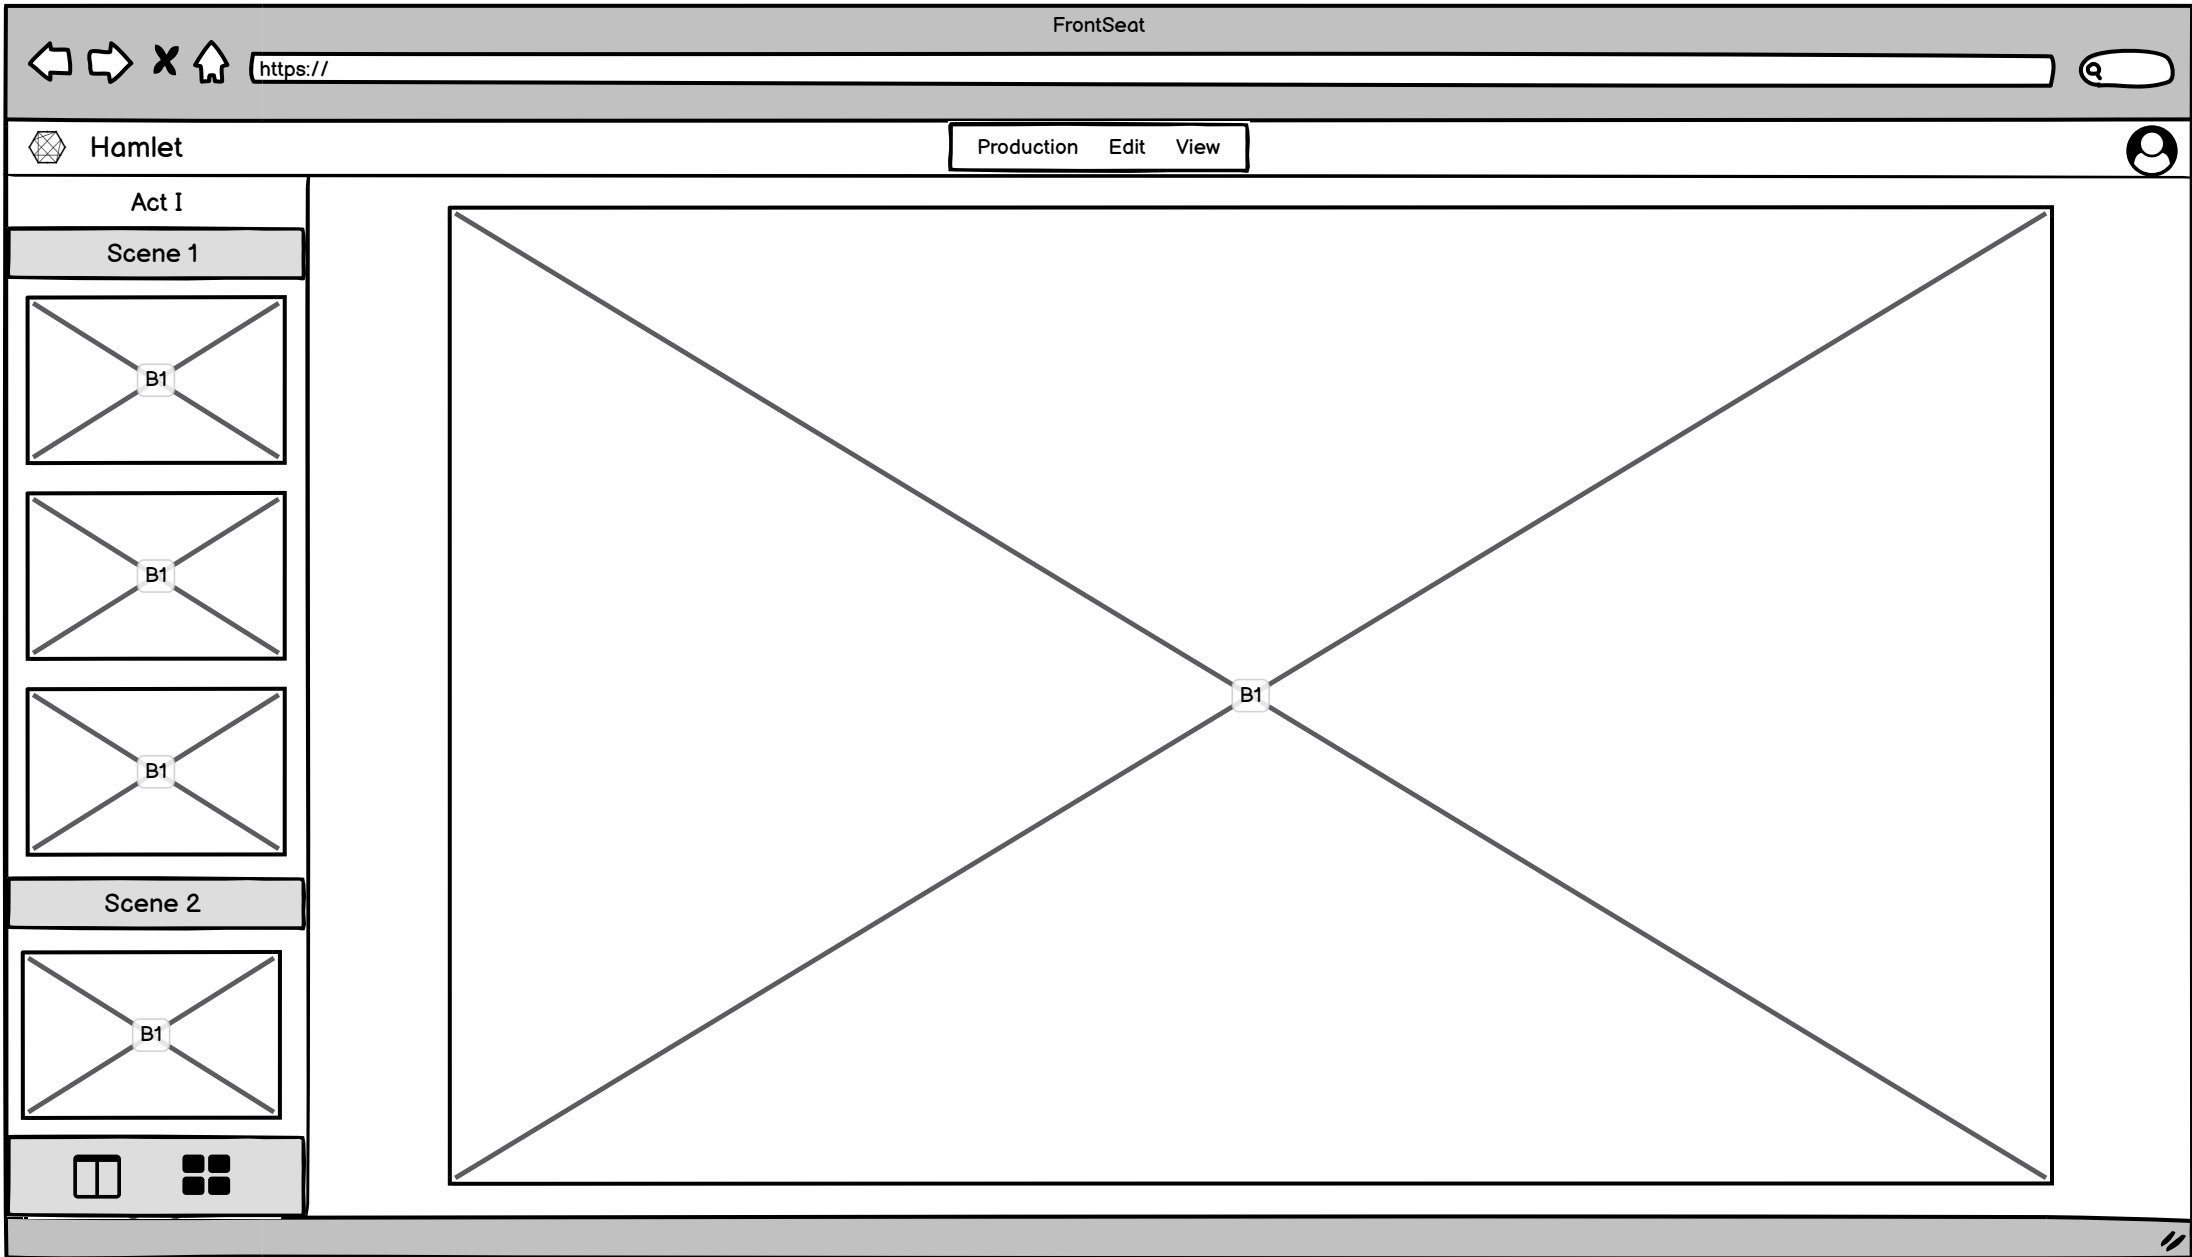 FrontSeat
https://
Hamlet
Production Edit View
Act I
Scene 1
B1
B1
B1
Scene 2
B1
B1